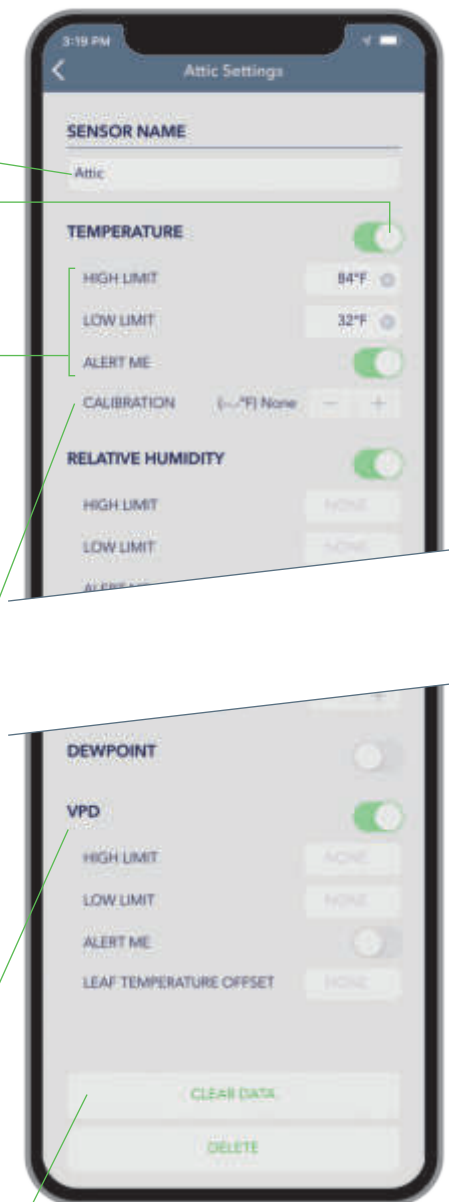 3:19 PM
Attic Settings
SENSOR NAME
Attic
TEMPERATURE
HIGH LIMIT 84°F
LOW LIMIT 32°F
ALERT ME
CALIBRATION (--.-°F) None − +
RELATIVE HUMIDITY
HIGH LIMIT NONE
LOW LIMIT NONE
ALERT ME
+
DEWPOINT
VPD
HIGH LIMIT NONE
LOW LIMIT NONE
ALERT ME
LEAF TEMPERATURE OFFSET NONE
CLEAR DATA
DELETE